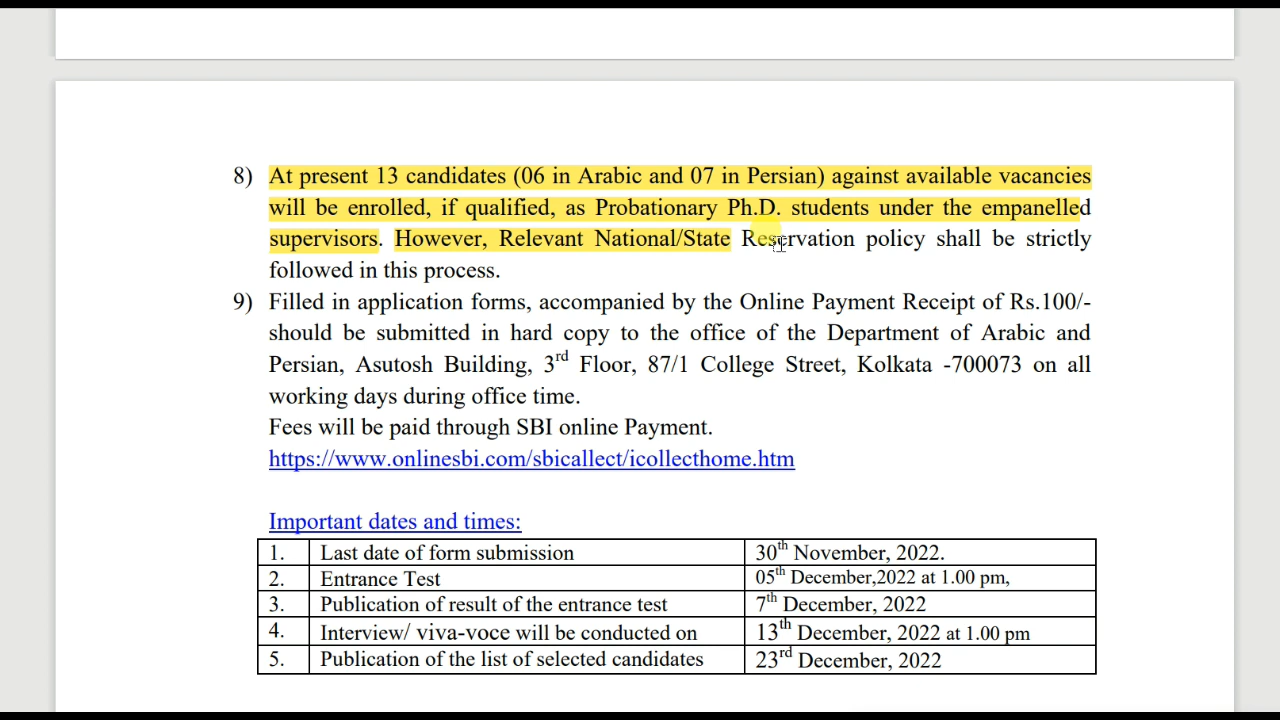 8) At present 13 candidates (06 in Arabic and 07 in Persian) against available vacancies
will be enrolled, if qualified, as Probationary Ph.D. students under the empanelled
supervisors. However, Relevant National/State Reservation policy shall be strictly
followed in this process.
9) Filled in application forms, accompanied by the Online Payment Receipt of Rs.100/-
should be submitted in hard copy to the office of the Department of Arabic and
Persian, Asutosh Building, 3rd Floor, 87/1 College Street, Kolkata -700073 on all
working days during office time.
Fees will be paid through SBI online Payment.
https://www.onlinesbi.com/sbicallect/icollecthome.htm
Important dates and times:
1. Last date of form submission 30th November, 2022.
2. Entrance Test 05th December,2022 at 1.00 pm,
3. Publication of result of the entrance test 7th December, 2022
4. Interview/ viva-voce will be conducted on 13th December, 2022 at 1.00 pm
5. Publication of the list of selected candidates 23rd December, 2022